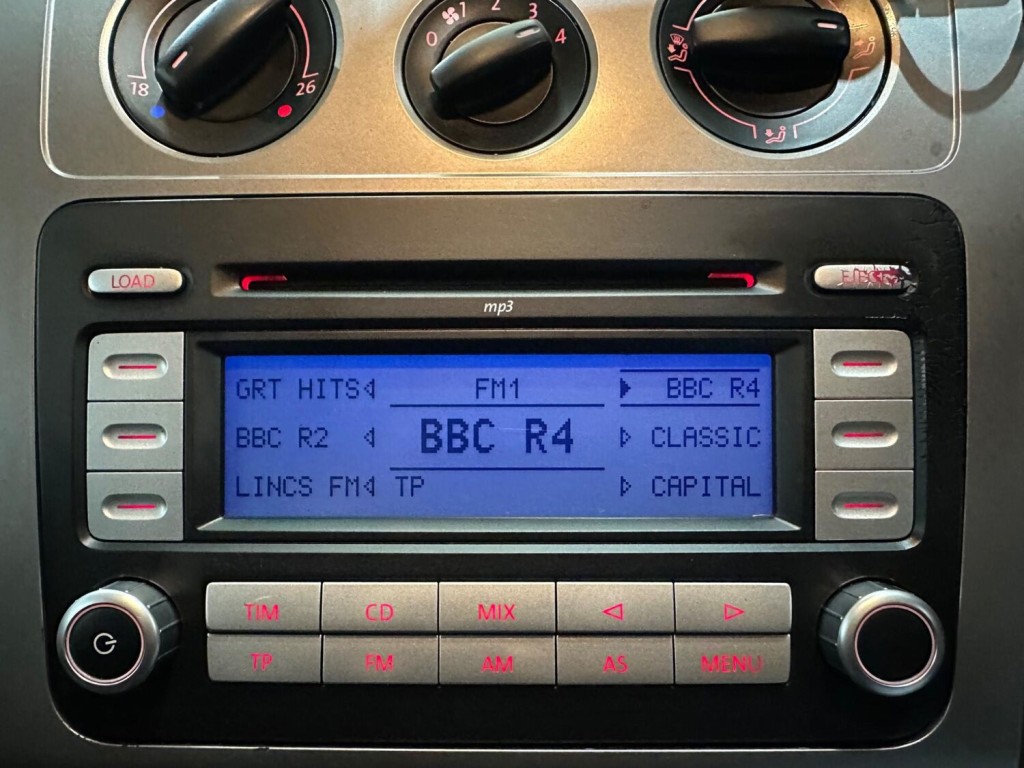 1 2 3
0 4
18 26
LOAD EJECT
mp3
GRT HITS FM1 BBC R4
BBC R2 BBC R4 CLASSIC
LINCS FM TP CAPITAL
TIM CD MIX
TP FM AM AS MENU